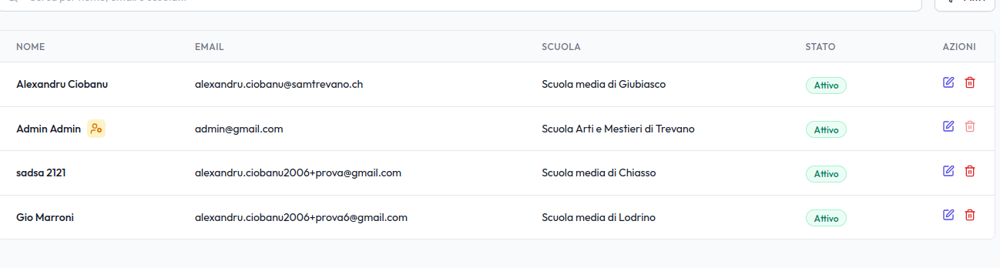 NOME EMAIL SCUOLA STATO AZIONI
Alexandru Ciobanu alexandru.ciobanu@samtrevano.ch Scuola media di Giubiasco Attivo
Admin Admin admin@gmail.com Scuola Arti e Mestieri di Trevano Attivo
sadsa 2121 alexandru.ciobanu2006+prova@gmail.com Scuola media di Chiasso Attivo
Gio Marroni alexandru.ciobanu2006+prova6@gmail.com Scuola media di Lodrino Attivo